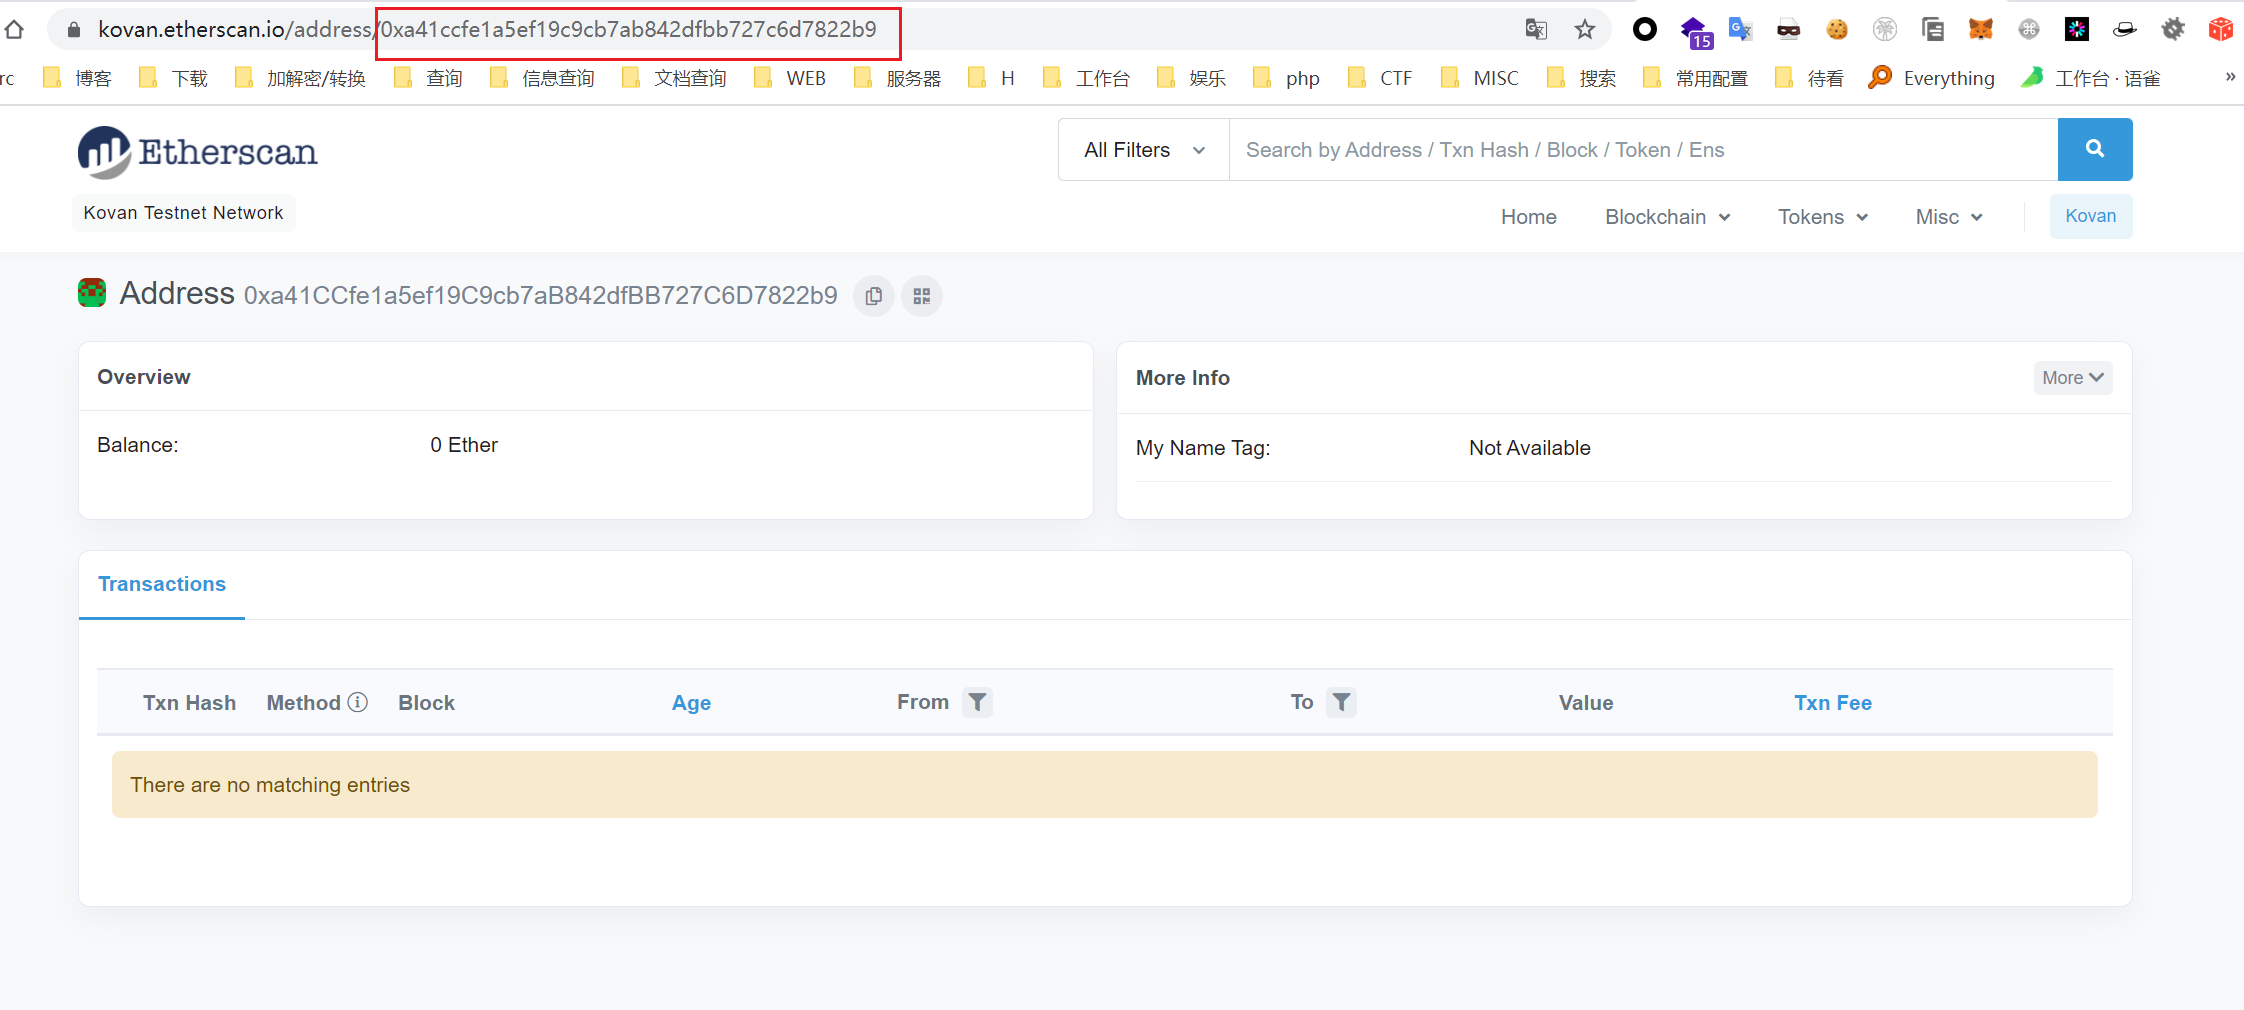 kovan.etherscan.io/address/0xa41ccfe1a5ef19c9cb7ab842dfbb727c6d7822b9
15
rc 博客 下载 加解密/转换 查询 信息查询 文档查询 WEB 服务器 H 工作台 娱乐 php CTF MISC 搜索 常用配置 待看 Everything 工作台 · 语雀 »
Etherscan
All Filters Search by Address / Txn Hash / Block / Token / Ens
Kovan Testnet Network
Home Blockchain Tokens Misc Kovan
Address 0xa41CCfe1a5ef19C9cb7aB842dfBB727C6D7822b9
Overview
Balance: 0 Ether
More Info More
My Name Tag: Not Available
Transactions
Txn Hash Method Block Age From To Value Txn Fee
There are no matching entries